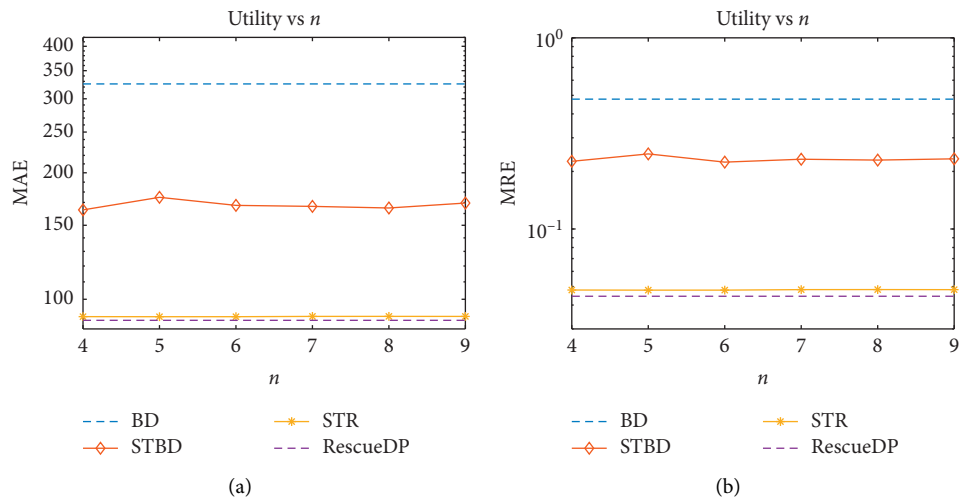 Utility vs n
400
350
300
250
200
150
100
MAE
4 5 6 7 8 9
n
BD
STBD
STR
RescueDP
(a)
Utility vs n
10^0
10^-1
MRE
4 5 6 7 8 9
n
BD
STBD
STR
RescueDP
(b)